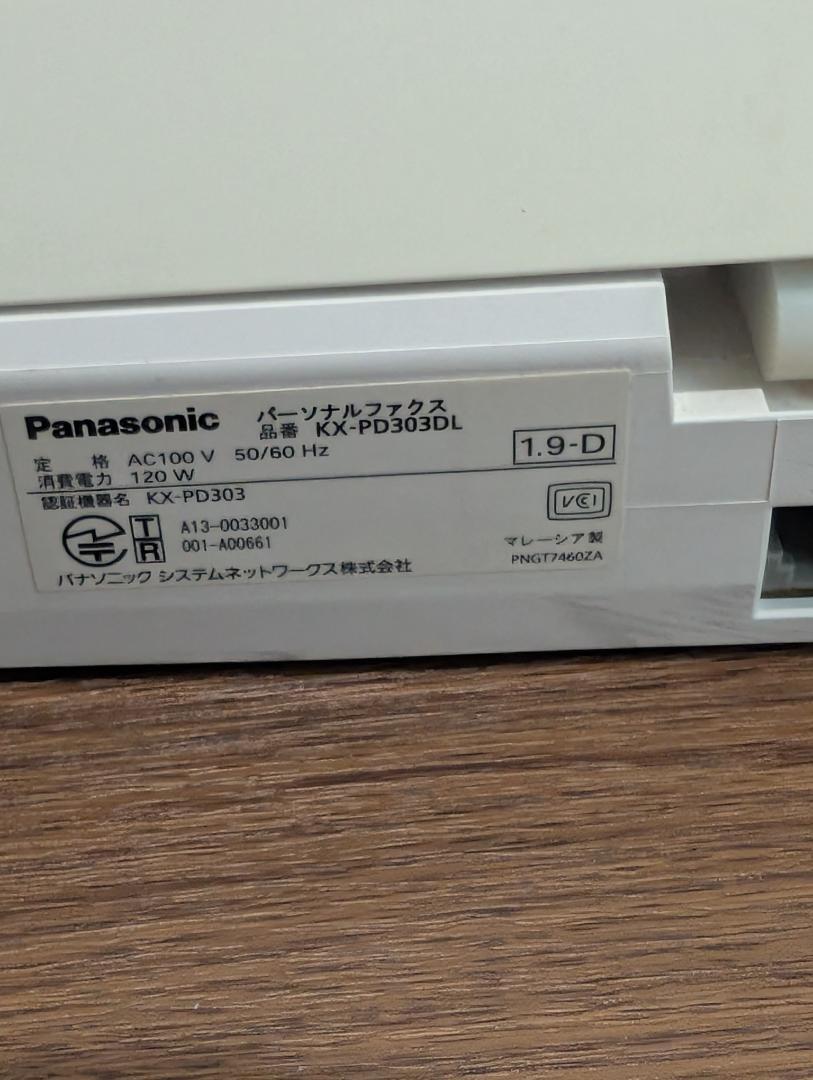 Panasonic パーソナルファクス
品番 KX-PD303DL
定 格 AC100 V 50/60 Hz
消費電力 120 W
1.9-D
認証機器名 KX-PD303
T A13-0033001
R 001-A00661
VCI
マレーシア製
PNGT7460ZA
パナソニック システムネットワークス株式会社